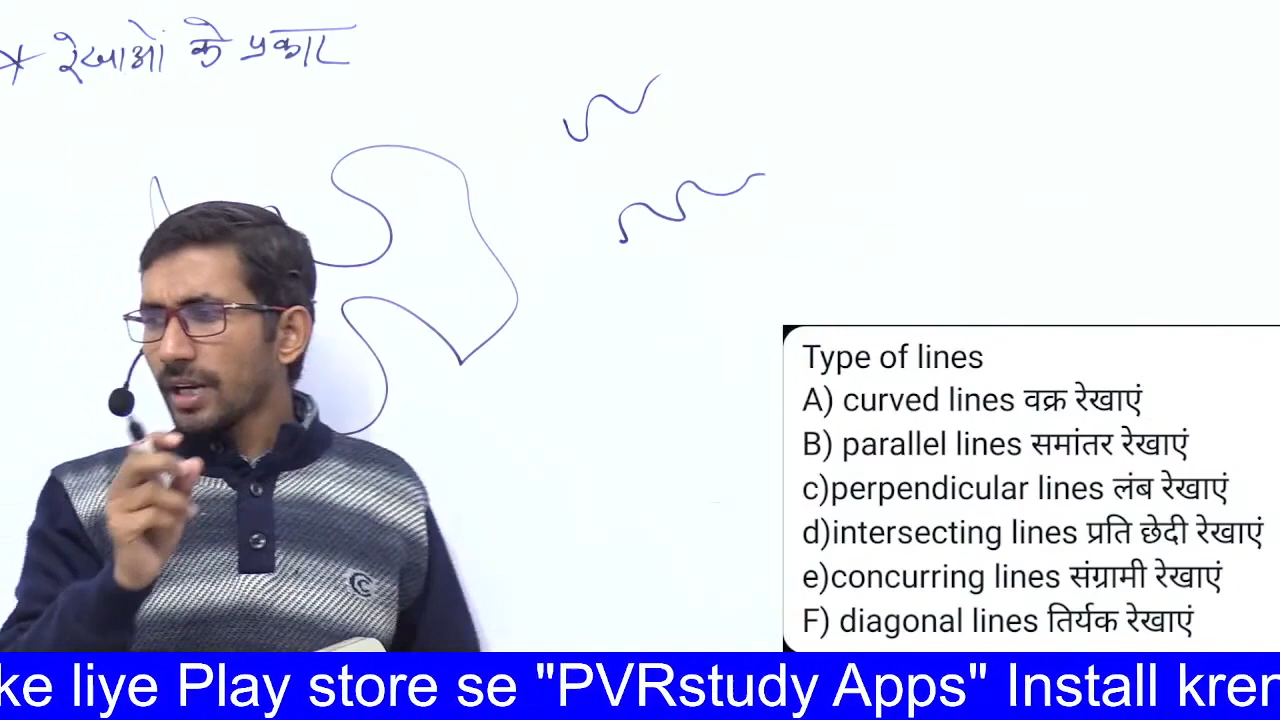 * रेखाओं के प्रकार
Type of lines
A) curved lines वक्र रेखाएं
B) parallel lines समांतर रेखाएं
c)perpendicular lines लंब रेखाएं
d)intersecting lines प्रति छेदी रेखाएं
e)concurring lines संग्रामी रेखाएं
F) diagonal lines तिर्यक रेखाएं
ke liye Play store se "PVRstudy Apps" Install kren